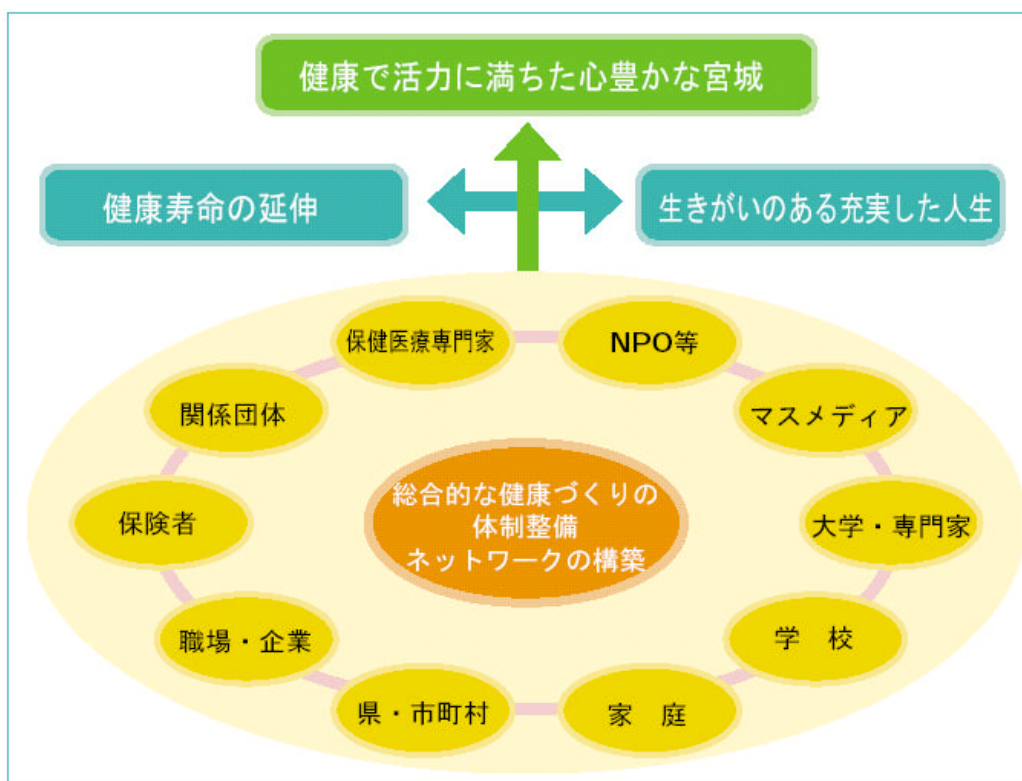 健康で活力に満ちた心豊かな宮城
健康寿命の延伸
生きがいのある充実した人生
保健医療専門家
NPO等
関係団体
マスメディア
保険者
総合的な健康づくりの
体制整備
ネットワークの構築
大学・専門家
職場・企業
学　校
県・市町村
家　庭